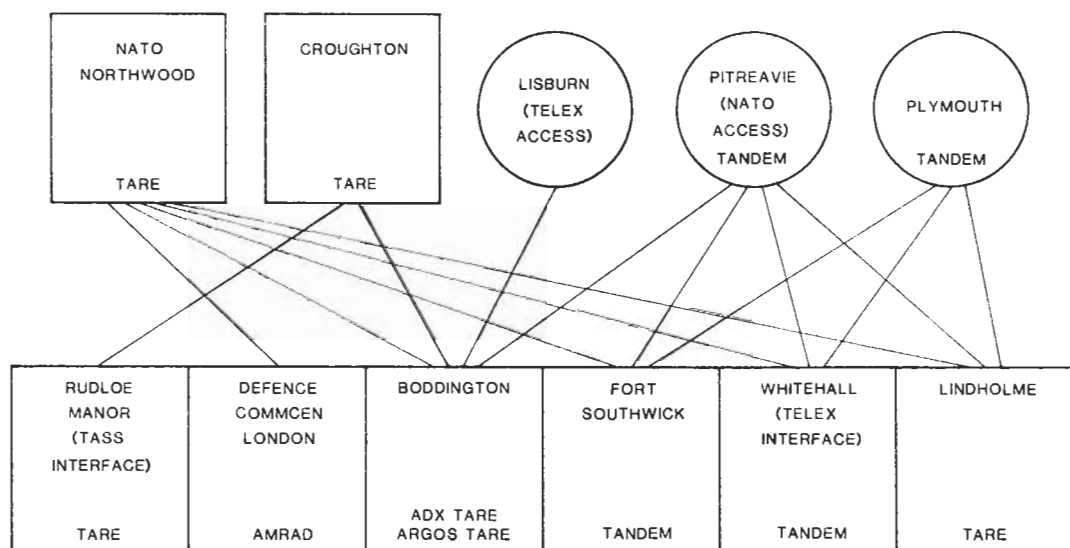 NATO
NORTHWOOD
TARE
CROUGHTON
TARE
LISBURN
(TELEX
ACCESS)
PITREAVIE
(NATO
ACCESS)
TANDEM
PLYMOUTH
TANDEM
RUDLOE
MANOR
(TASS
INTERFACE)
TARE
DEFENCE
COMMCEN
LONDON
AMRAD
BODDINGTON
ADX TARE
ARGOS TARE
FORT
SOUTHWICK
TANDEM
WHITEHALL
(TELEX
INTERFACE)
TANDEM
LINDHOLME
TARE